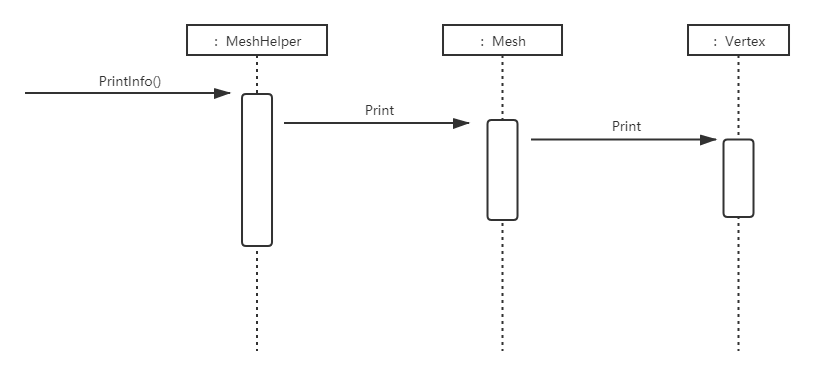 : MeshHelper
: Mesh
: Vertex
PrintInfo()
Print
Print